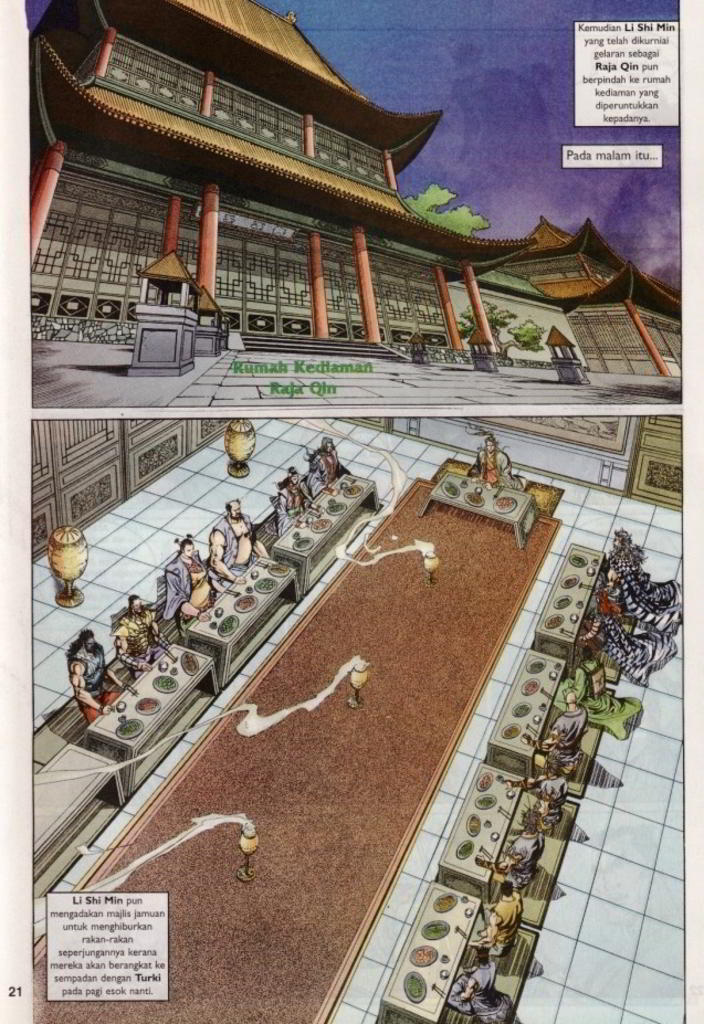 Kemudian Li Shi Min
yang telah dikurniai
gelaran sebagai
Raja Qin pun
berpindah ke rumah
kediaman yang
diperuntukkan
kepadanya.
Pada malam itu...
Rumah Kediaman
Raja Qin
Li Shi Min pun
mengadakan majlis jamuan
untuk menghiburkan
rakan-rakan
seperjungannya kerana
mereka akan berangkat ke
sempadan dengan Turki
pada pagi esok nanti.
21